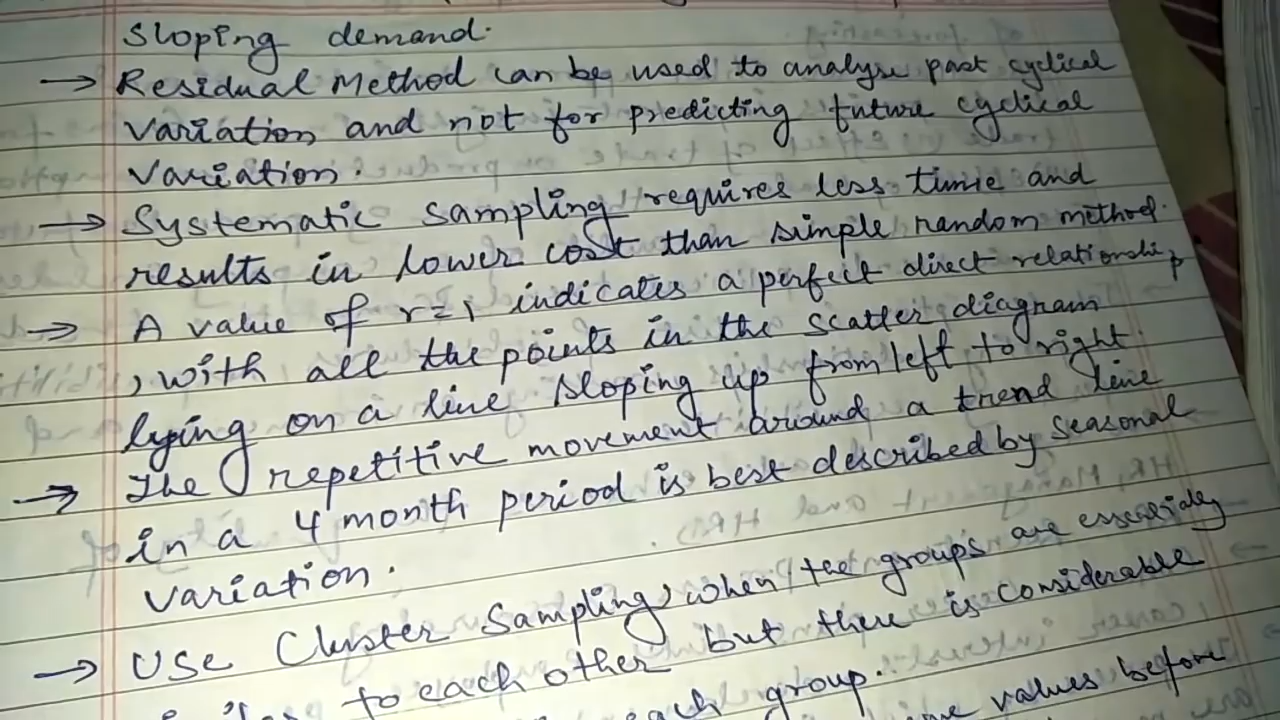 sloping demand.
→ Residual Method can be used to analyse past cyclical
variation and not for predicting future cyclical
variation.
→ Systematic sampling requires less time and
results in lower cost than simple random method.
→ A value of r=1 indicates a perfect direct relationship
, with all the points in the scatter diagram
lying on a line sloping up from left to right.
→ The repetitive movement around a trend line
in a 4 month period is best described by seasonal
variation.
→ Use Cluster Sampling, when the groups are essentially
to each other but there is considerable
each group.
values before